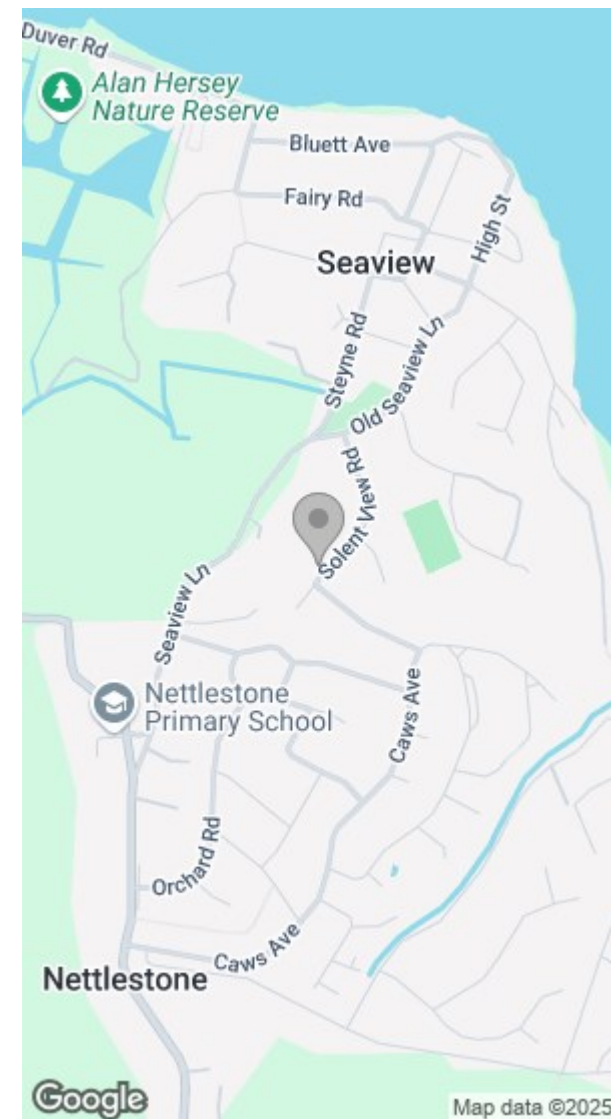 Duver Rd
Alan Hersey
Nature Reserve
Bluett Ave
Fairy Rd
High St
Seaview
Steyne Rd
Old Seaview Ln
Solent View Rd
Seaview Ln
Nettlestone
Primary School
Caws Ave
Orchard Rd
Caws Ave
Nettlestone
Google
Map data ©2025